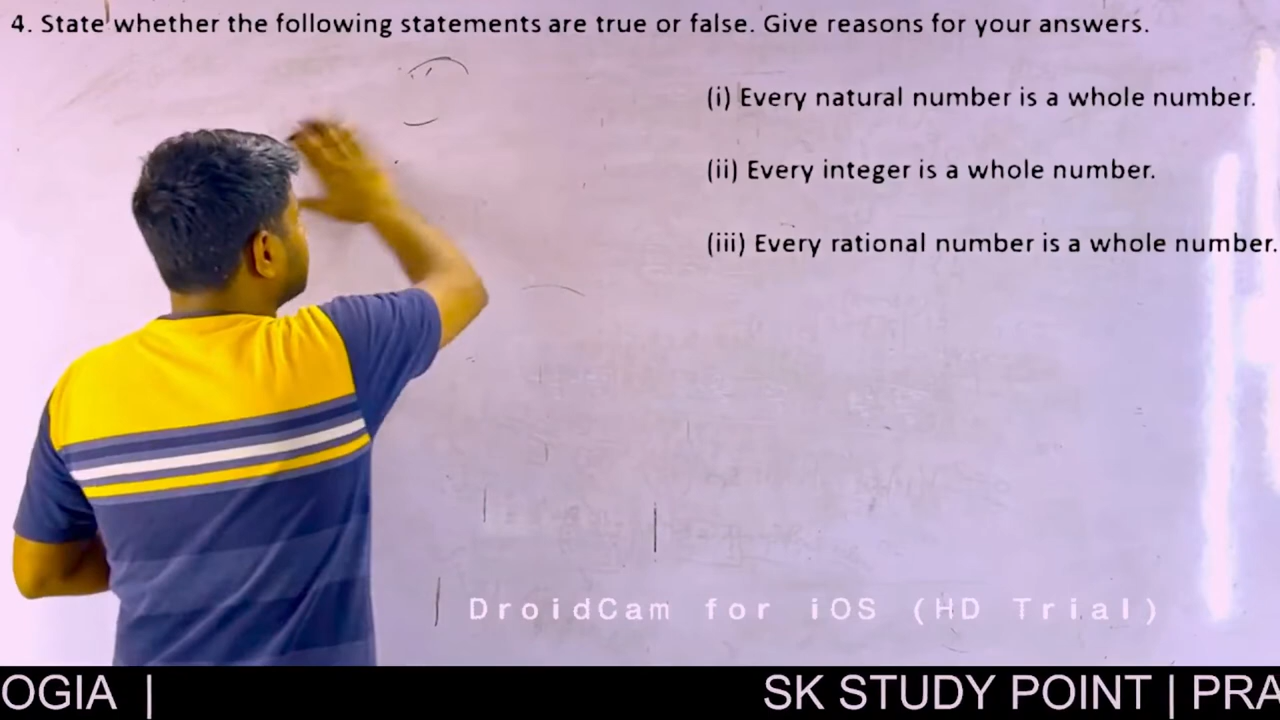 4. State whether the following statements are true or false. Give reasons for your answers.
(i) Every natural number is a whole number.
(ii) Every integer is a whole number.
(iii) Every rational number is a whole number.
DroidCam for iOS (HD Trial)
OGIA | SK STUDY POINT | PRA